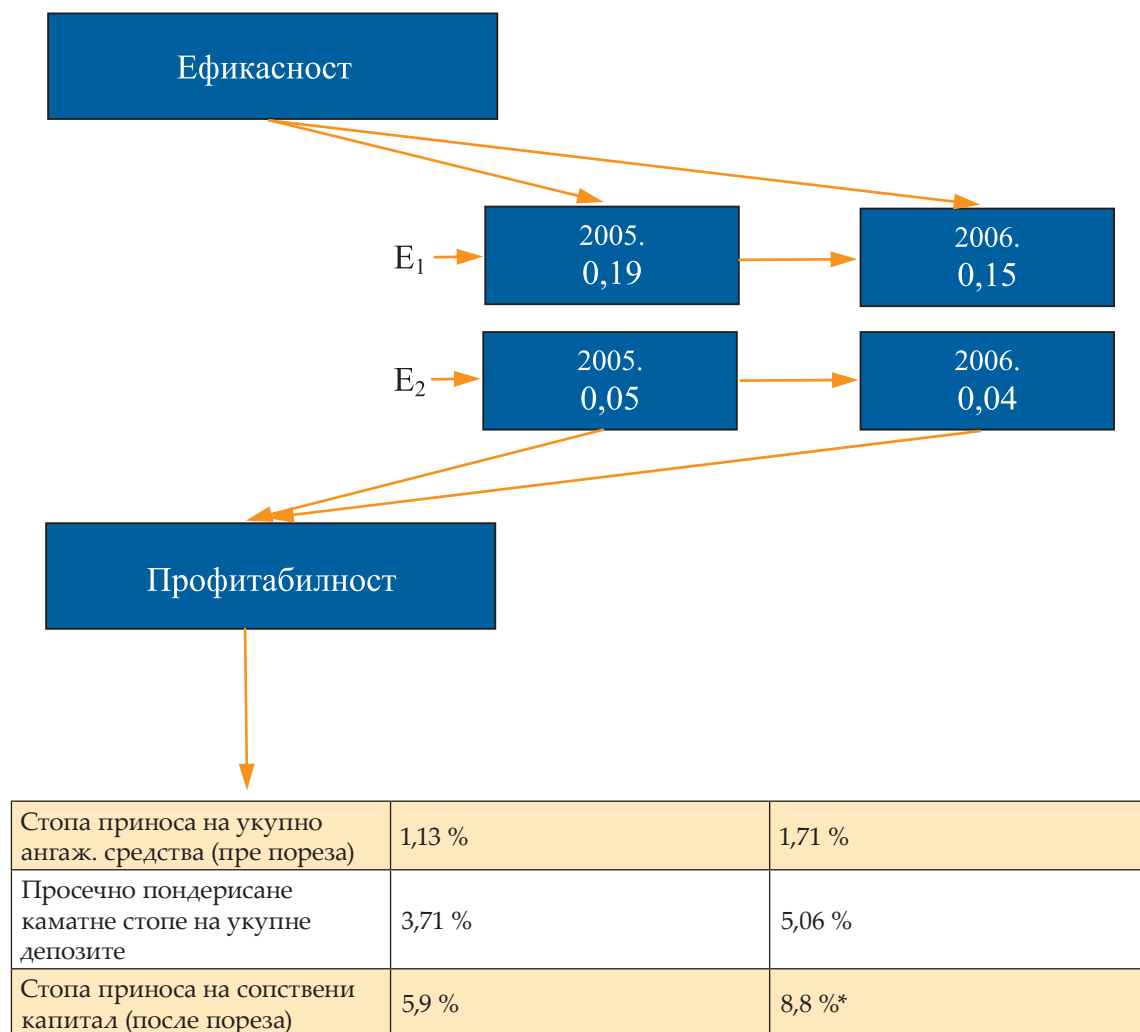 Ефикасност
E1
2005.
0,19
2006.
0,15
E2
2005.
0,05
2006.
0,04
Профитабилност
Стопа приноса на укупно
ангаж. средства (пре пореза)
1,13 %
1,71 %
Просечно пондерисане
каматне стопе на укупне
депозите
3,71 %
5,06 %
Стопа приноса на сопствени
капитал (после пореза)
5,9 %
8,8 %*